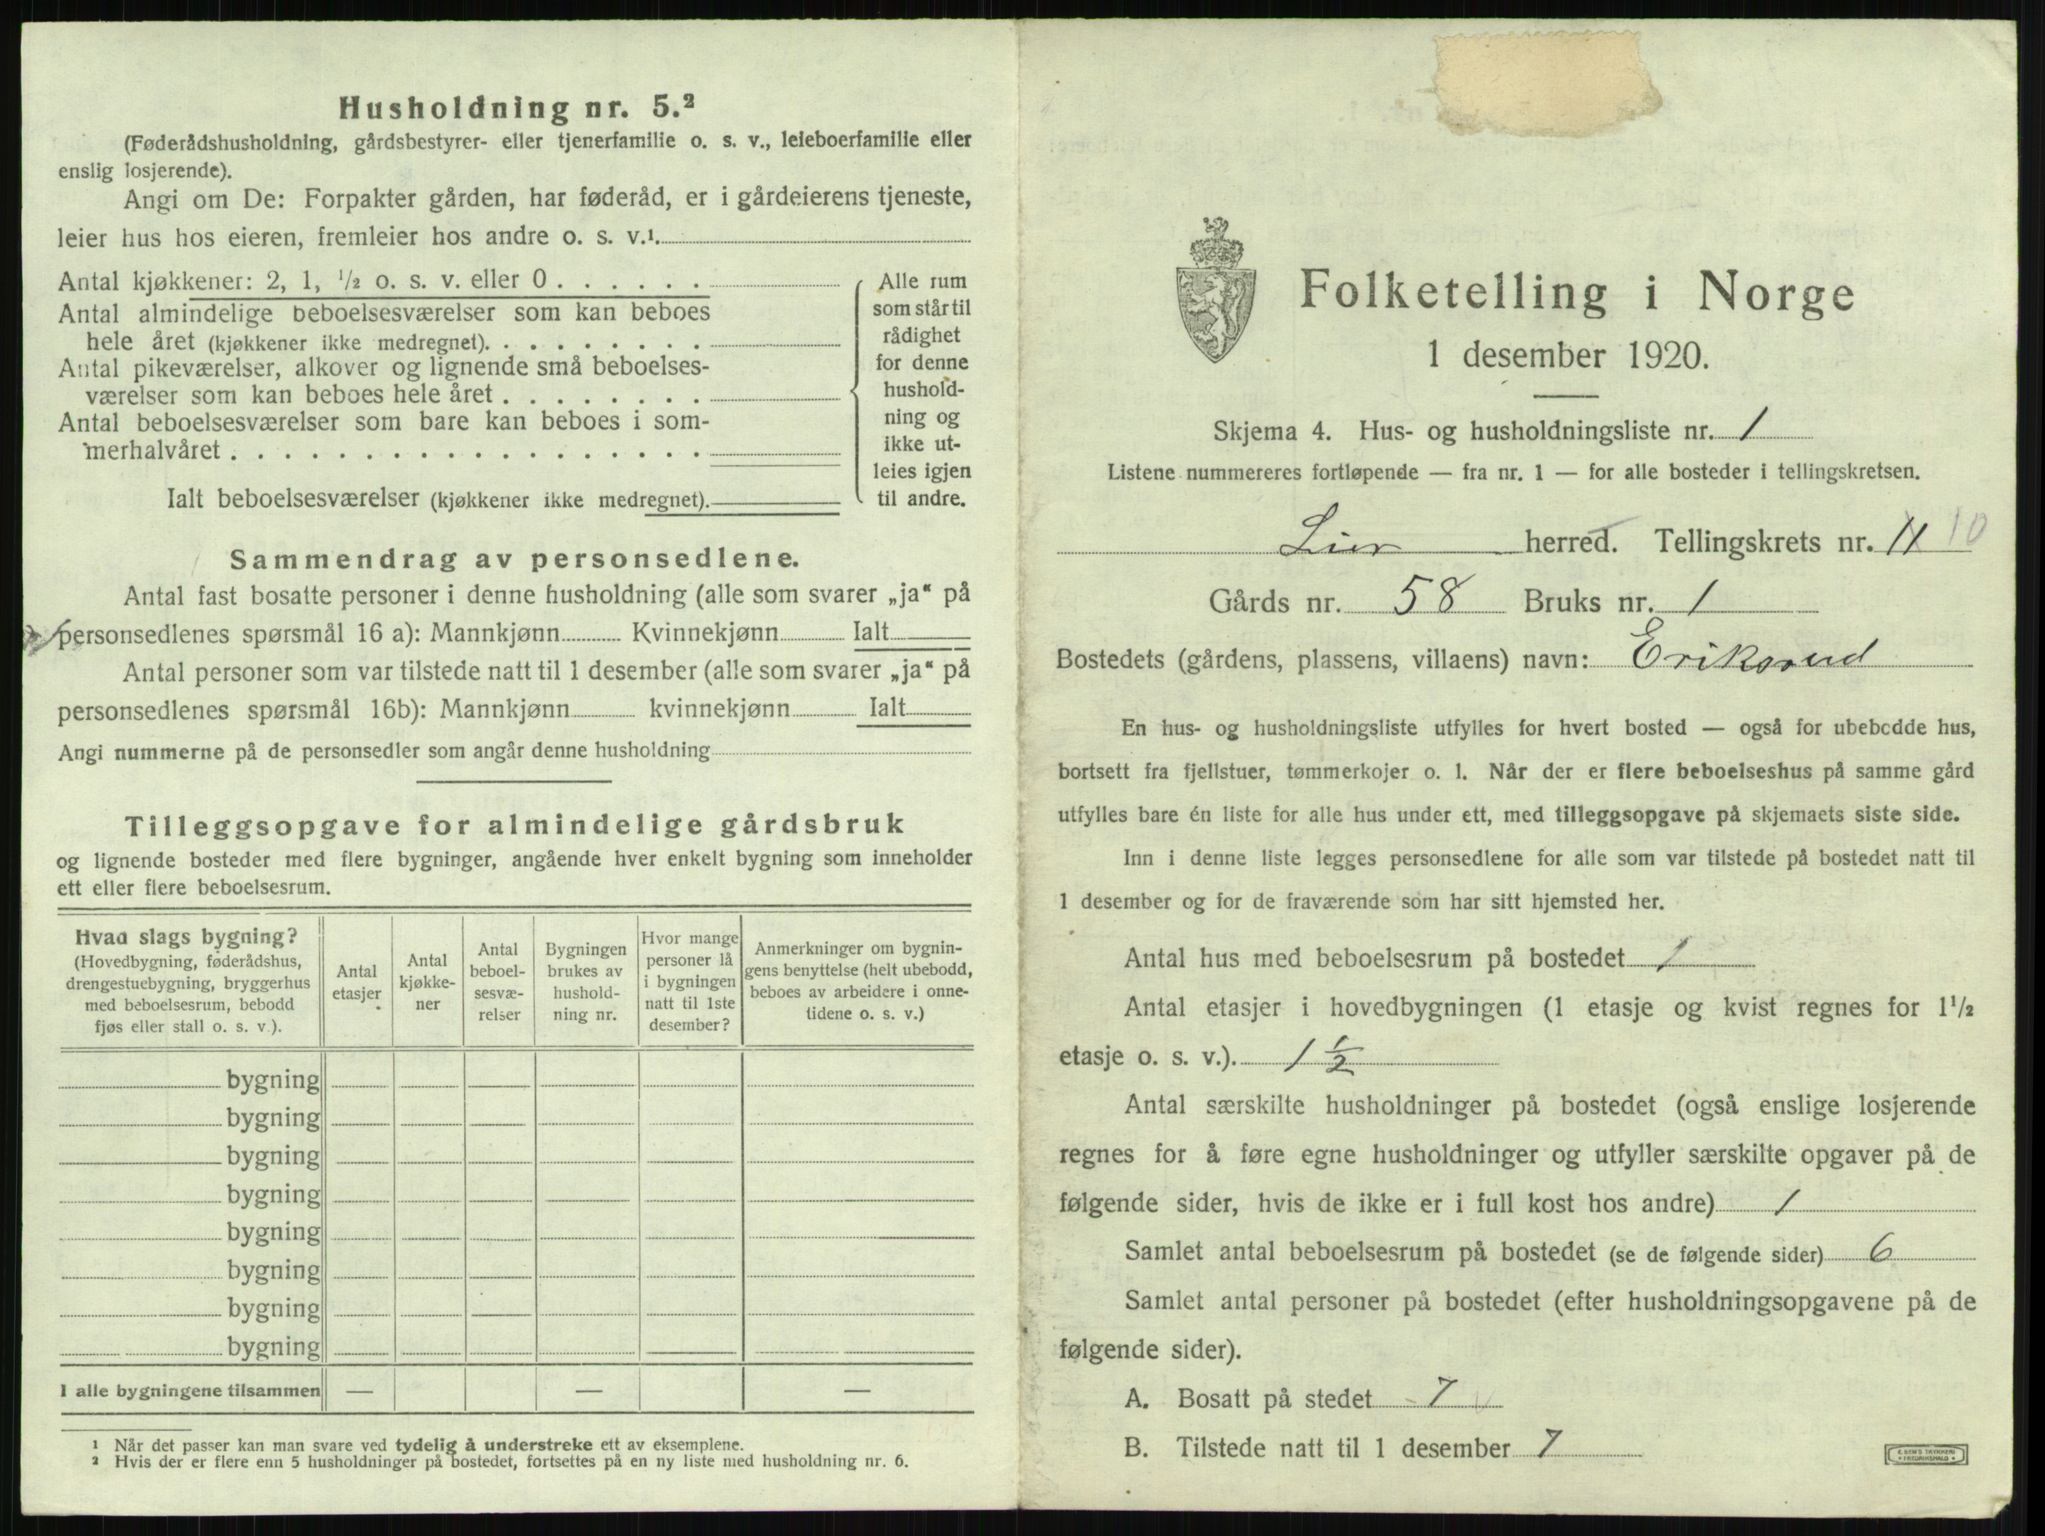 Husholdning nr. 5.²
(Føderådshusholdning, gårdsbestyrer- eller tjenerfamilie o. s. v., leieboerfamilie eller
enslig losjerende).
Angi om De: Forpakter gården, har føderåd, er i gårdeierens tjeneste,
leier hus hos eieren, fremleier hos andre o. s. v.¹
Antal kjøkkener: 2, 1, ½ o. s. v. eller 0 . . . . . .
Antal almindelige beboelsesværelser som kan beboes
hele året (kjøkkener ikke medregnet). . . . . . . . .
Antal pikeværelser, alkover og lignende små beboelses-
værelser som kan beboes hele året . . . . . . . .
Antal beboelsesværelser som bare kan beboes i som-
merhalvåret . . . . . . . . . . . . . . . . . .
Ialt beboelsesværelser (kjøkkener ikke medregnet).
Alle rum
som står til
rådighet
for denne
hushold-
ning og
ikke ut-
leies igjen
til andre.
Sammendrag av personsedlene.
Antal fast bosatte personer i denne husholdning (alle som svarer „ja“ på
personsedlenes spørsmål 16 a): Mannkjønn Kvinnekjønn Ialt
Antal personer som var tilstede natt til 1 desember (alle som svarer „ja“ på
personsedlenes spørsmål 16b): Mannkjønn kvinnekjønn Ialt
Angi nummerne på de personsedler som angår denne husholdning
Tilleggsopgave for almindelige gårdsbruk
og lignende bosteder med flere bygninger, angående hver enkelt bygning som inneholder
ett eller flere beboelsesrum.
Hvad slags bygning?
(Hovedbygning, føderådshus,
drengestuebygning, bryggerhus
med beboelsesrum, bebodd
fjøs eller stall o. s. v.).
Antal
etasjer
Antal
kjøkke-
ner
Antal
beboel-
sesvæ-
relser
Bygningen
brukes av
hushold-
ning nr.
Hvor mange
personer lå
i bygningen
natt til 1ste
desember?
Anmerkninger om bygnin-
gens benyttelse (helt ubebodd,
beboes av arbeidere i onne-
tidene o. s. v.)
bygning
bygning
bygning
bygning
bygning
bygning
bygning
bygning
I alle bygningene tilsammen — — —
¹ Når det passer kan man svare ved tydelig å understreke ett av eksemplene.
² Hvis der er flere enn 5 husholdninger på bostedet, fortsettes på en ny liste med husholdning nr. 6.
Folketelling i Norge
1 desember 1920.
Skjema 4. Hus- og husholdningsliste nr. 1
Listene nummereres fortløpende — fra nr. 1 — for alle bosteder i tellingskretsen.
Lier herred. Tellingskrets nr. 11 10
Gårds nr. 58 Bruks nr. 1
Bostedets (gårdens, plassens, villaens) navn: Eriksrud
En hus- og husholdningsliste utfylles for hvert bosted — også for ubebodde hus,
bortsett fra fjellstuer, tømmerkojer o. l. Når der er flere beboelseshus på samme gård
utfylles bare én liste for alle hus under ett, med tilleggsopgave på skjemaets siste side.
Inn i denne liste legges personsedlene for alle som var tilstede på bostedet natt til
1 desember og for de fraværende som har sitt hjemsted her.
Antal hus med beboelsesrum på bostedet 1
Antal etasjer i hovedbygningen (1 etasje og kvist regnes for 1½
etasje o. s. v.). 1 ½
Antal særskilte husholdninger på bostedet (også enslige losjerende
regnes for å føre egne husholdninger og utfyller særskilte opgaver på de
følgende sider, hvis de ikke er i full kost hos andre) 1
Samlet antal beboelsesrum på bostedet (se de følgende sider) 6
Samlet antal personer på bostedet (efter husholdningsopgavene på de
følgende sider).
A. Bosatt på stedet 7
B. Tilstede natt til 1 desember 7